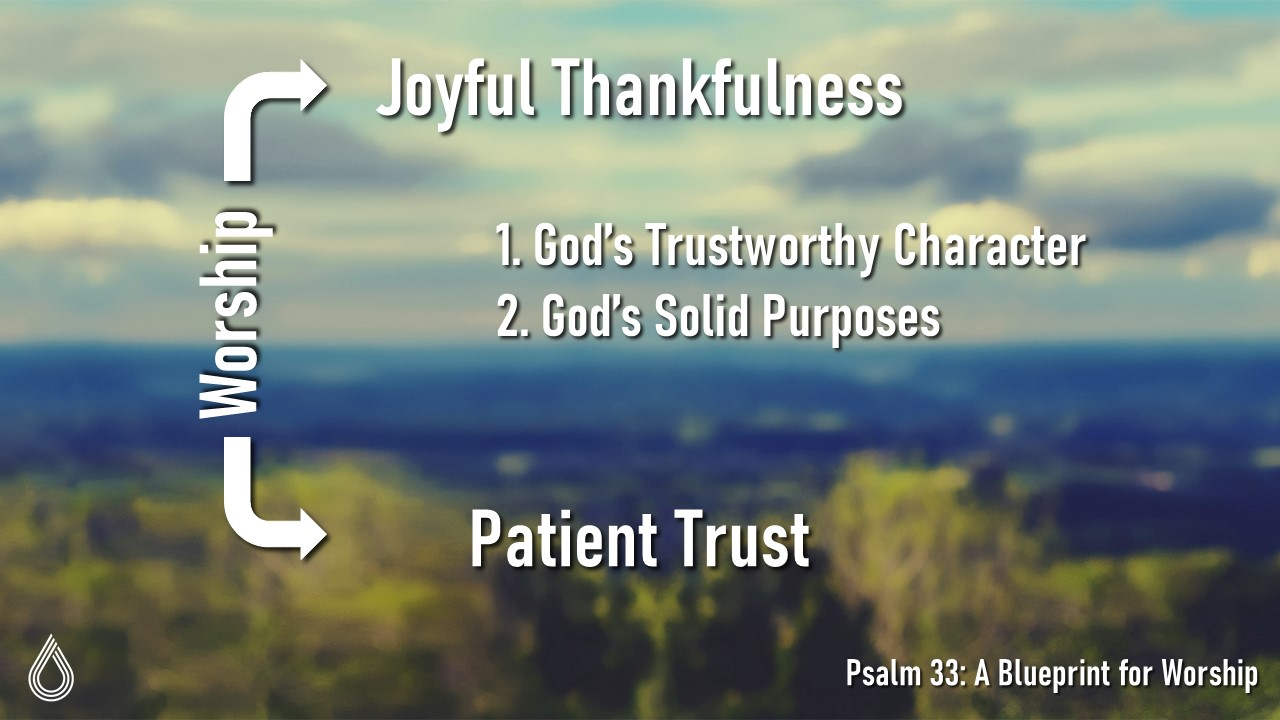 Joyful Thankfulness
Worship
1. God's Trustworthy Character
2. God's Solid Purposes
Patient Trust
Psalm 33: A Blueprint for Worship